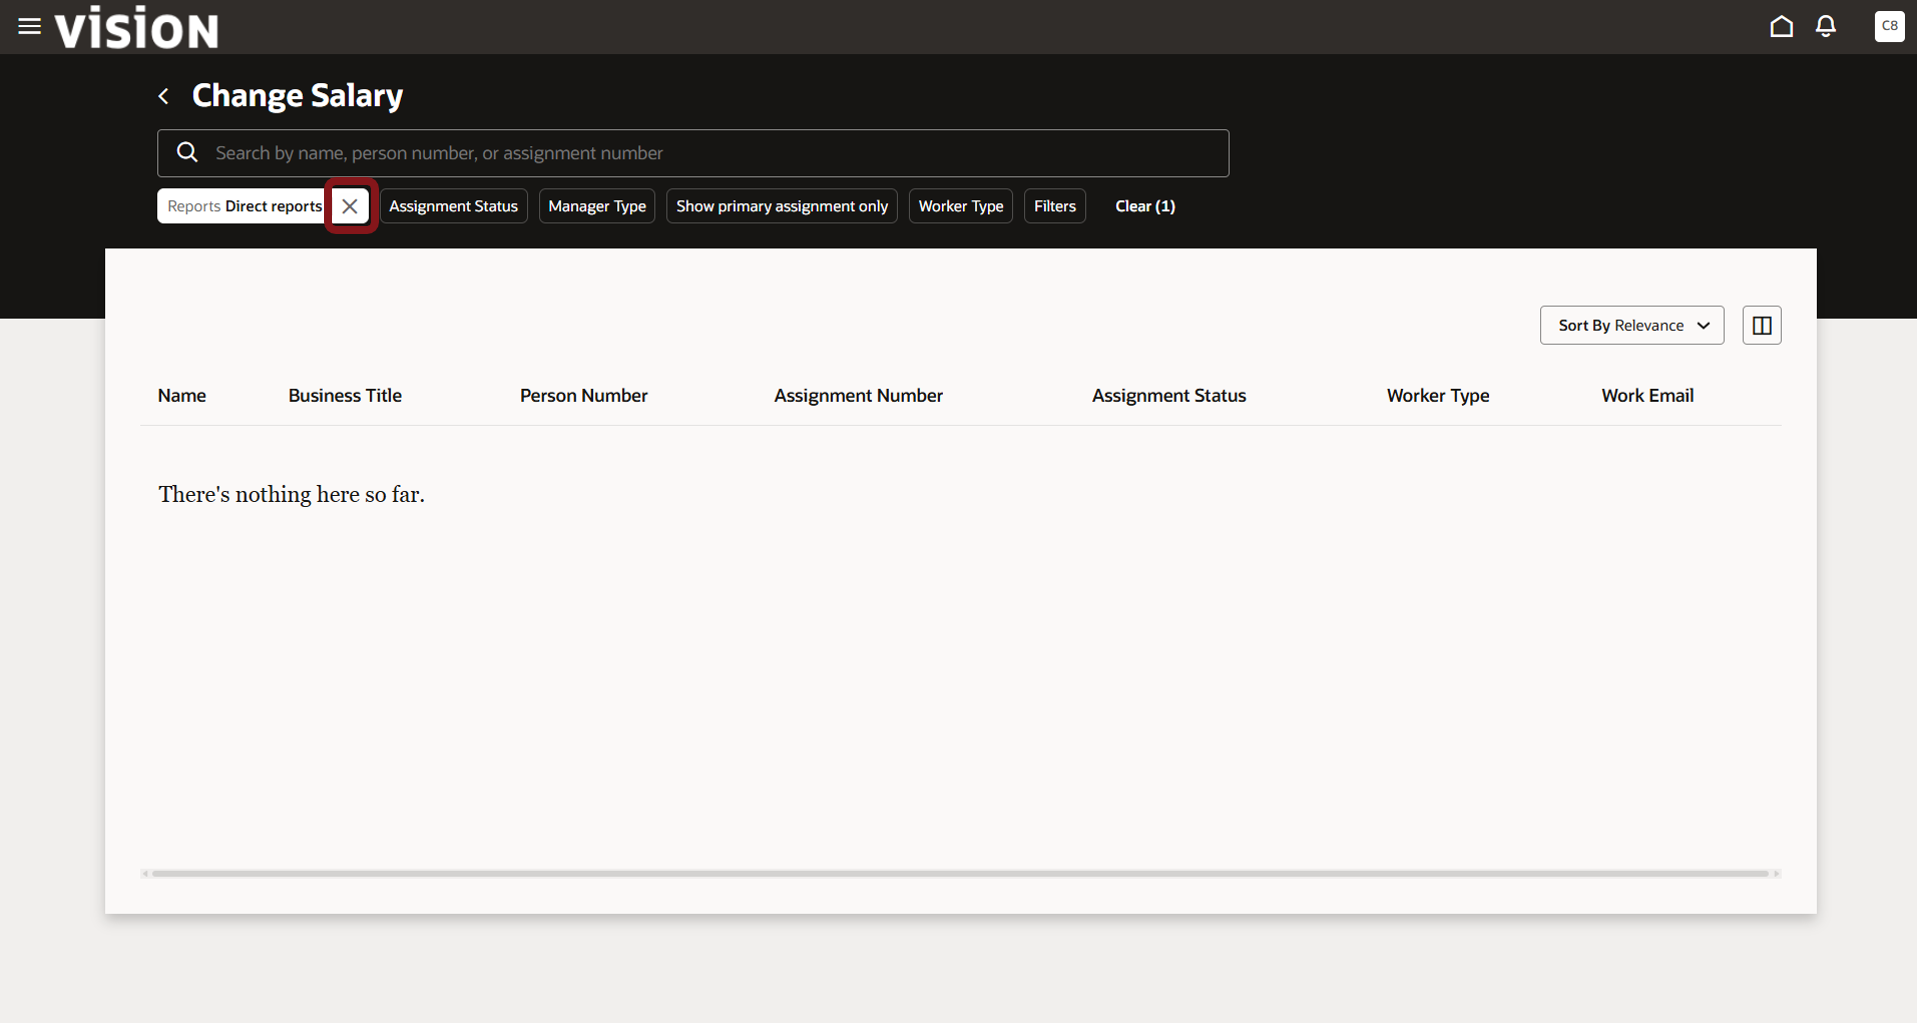 vision
C8
Change Salary
Search by name, person number, or assignment number
Reports Direct reports
Assignment Status
Manager Type
Show primary assignment only
Worker Type
Filters
Clear (1)
Sort By Relevance
Name
Business Title
Person Number
Assignment Number
Assignment Status
Worker Type
Work Email
There's nothing here so far.